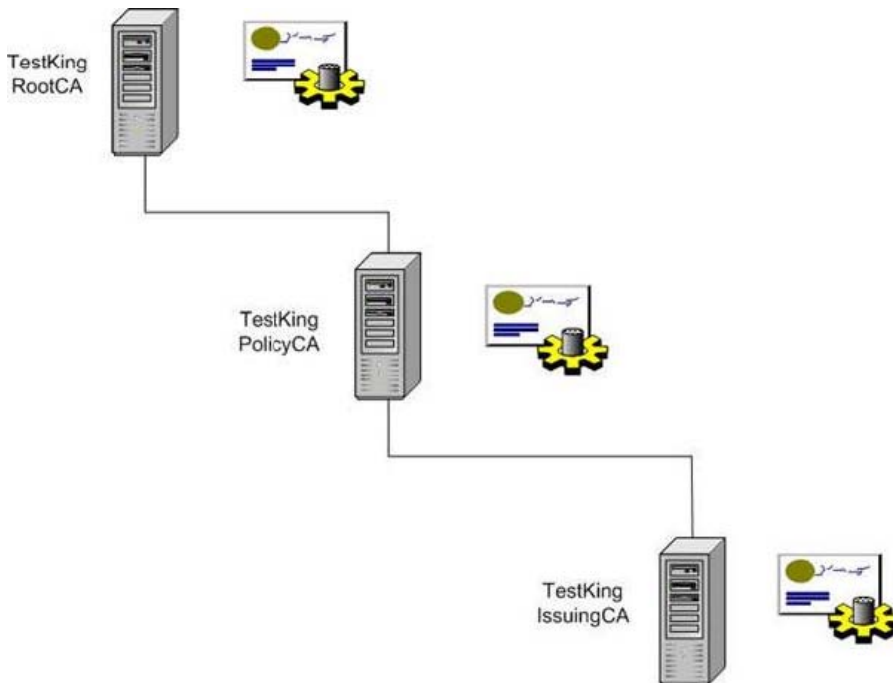 TestKing
RootCA
TestKing
PolicyCA
TestKing
IssuingCA